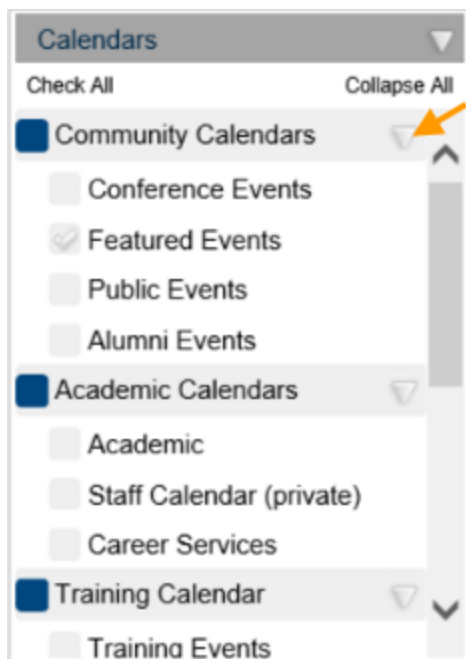 Calendars
Check All Collapse All
Community Calendars
Conference Events
Featured Events
Public Events
Alumni Events
Academic Calendars
Academic
Staff Calendar (private)
Career Services
Training Calendar
Training Events